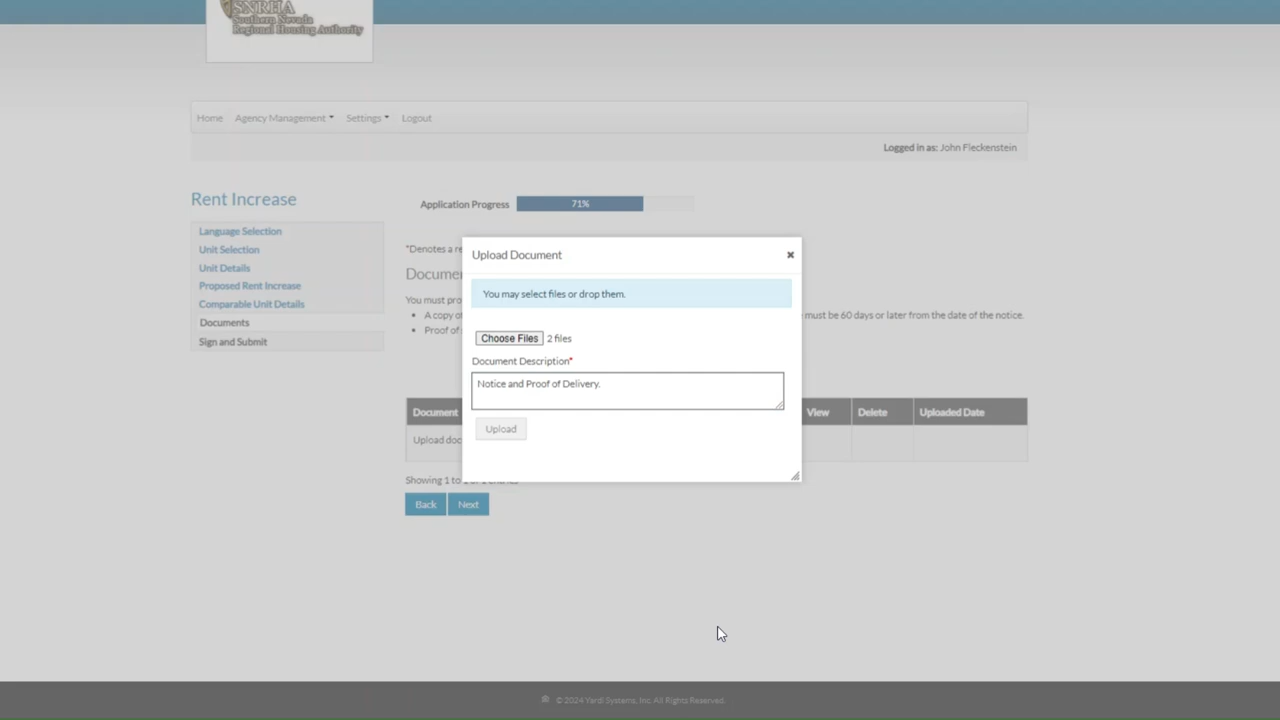 SNRHA
Southern Nevada
Regional Housing Authority
Home Agency Management Settings Logout
Logged in as: John Fleckenstein
Rent Increase
Application Progress 71%
Language Selection
Unit Selection
Unit Details
Proposed Rent Increase
Comparable Unit Details
Documents
Sign and Submit
*Denotes a re
Docume
You must pro
A copy of
must be 60 days or later from the date of the notice.
Proof of
Upload Document ✖
You may select files or drop them.
Choose Files 2 files
Document Description*
Notice and Proof of Delivery.
Upload
Document View Delete Uploaded Date
Upload doc
Showing 1 to
Back Next
© 2024 Yardi Systems, Inc. All Rights Reserved.